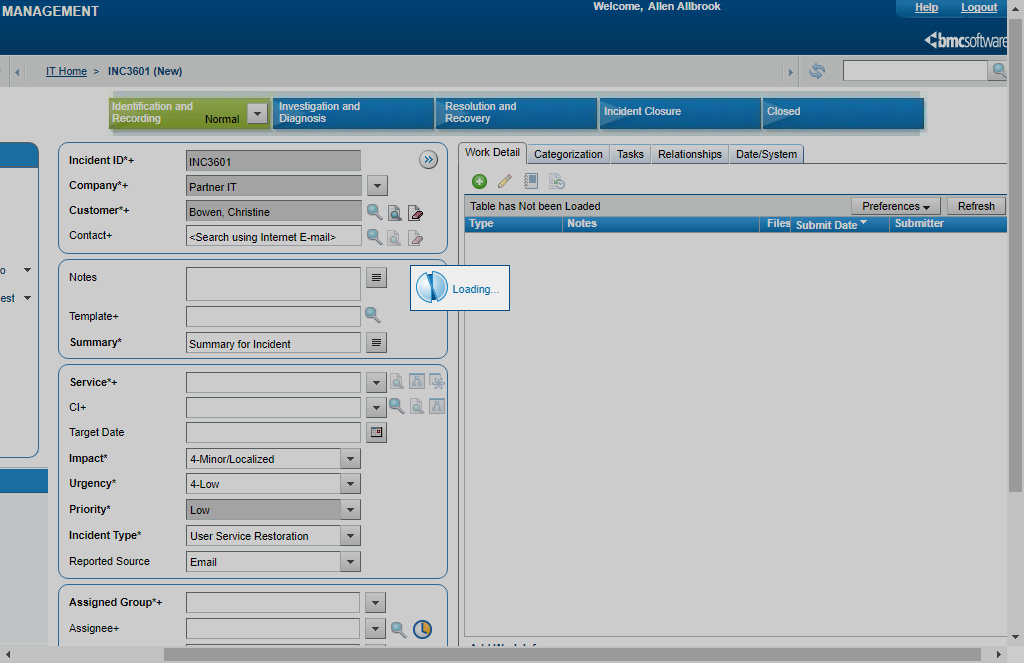 MANAGEMENT
Welcome, Allen Allbrook
Help Logout
bmcsoftware
IT Home > INC3601 (New)
Identification and Recording Normal
Investigation and Diagnosis
Resolution and Recovery
Incident Closure
Closed
Incident ID*+ INC3601
Company*+ Partner IT
Customer*+ Bowen, Christine
Contact+ <Search using Internet E-mail>
Notes
Template+
Summary* Summary for Incident
Service*+
CI+
Target Date
Impact* 4-Minor/Localized
Urgency* 4-Low
Priority* Low
Incident Type* User Service Restoration
Reported Source Email
Assigned Group*+
Assignee+
Work Detail Categorization Tasks Relationships Date/System
Table has Not been Loaded Preferences Refresh
Type Notes Files Submit Date Submitter
Loading...